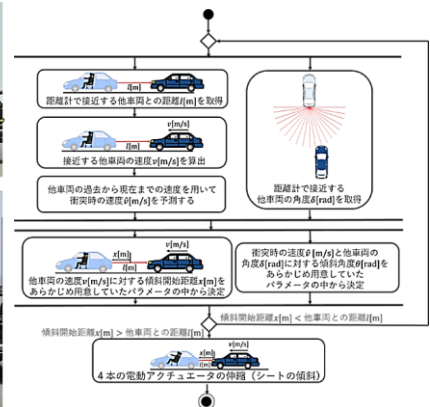 l[m]
距離計で接近する他車両との距離l[m]を取得
v[m/s]
l[m]
接近する他車両の速度v[m/s]を算出
他車両の過去から現在までの速度を用いて
衝突時の速度v̂[m/s]を予測する
距離計で接近する
他車両の角度δ[rad]を取得
x[m]
v[m/s]
l[m]
他車両の速度v[m/s]に対する傾斜開始距離x[m]を
あらかじめ用意していたパラメータの中から決定
衝突時の速度v̂ [m/s]と他車両の
角度δ[rad]に対する傾斜角度θ[rad]を
あらかじめ用意していた
パラメータの中から決定
傾斜開始距離x[m] < 他車両との距離l[m]
傾斜開始距離x[m] > 他車両との距離l[m]
x[m]
v[m/s]
l[m]
4 本の電動アクチュエータの伸縮（シートの傾斜）